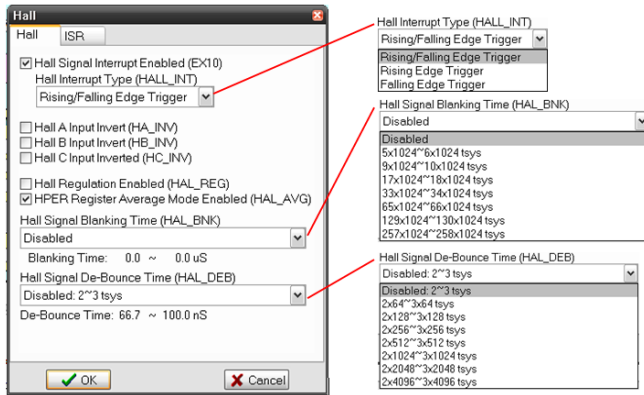 Hall
Hall
ISR
Hall Signal Interrupt Enabled (EX10)
Hall Interrupt Type (HALL_INT)
Rising/Falling Edge Trigger
Hall A Input Invert (HA_INV)
Hall B Input Invert (HB_INV)
Hall C Input Inverted (HC_INV)
Hall Regulation Enabled (HAL_REG)
HPER Register Average Mode Enabled (HAL_AVG)
Hall Signal Blanking Time (HAL_BNK)
Disabled
Blanking Time: 0.0 ~ 0.0 uS
Hall Signal De-Bounce Time (HAL_DEB)
Disabled: 2~3 tsys
De-Bounce Time: 66.7 ~ 100.0 nS
OK
Cancel
Hall Interrupt Type (HALL_INT)
Rising/Falling Edge Trigger
Rising/Falling Edge Trigger
Rising Edge Trigger
Falling Edge Trigger
Hall Signal Blanking Time (HAL_BNK)
Disabled
Disabled
5x1024~6x1024 tsys
9x1024~10x1024 tsys
17x1024~18x1024 tsys
33x1024~34x1024 tsys
65x1024~66x1024 tsys
129x1024~130x1024 tsys
257x1024~258x1024 tsys
Hall Signal De-Bounce Time (HAL_DEB)
Disabled: 2~3 tsys
Disabled: 2~3 tsys
2x64~3x64 tsys
2x128~3x128 tsys
2x256~3x256 tsys
2x512~3x512 tsys
2x1024~3x1024 tsys
2x2048~3x2048 tsys
2x4096~3x4096 tsys